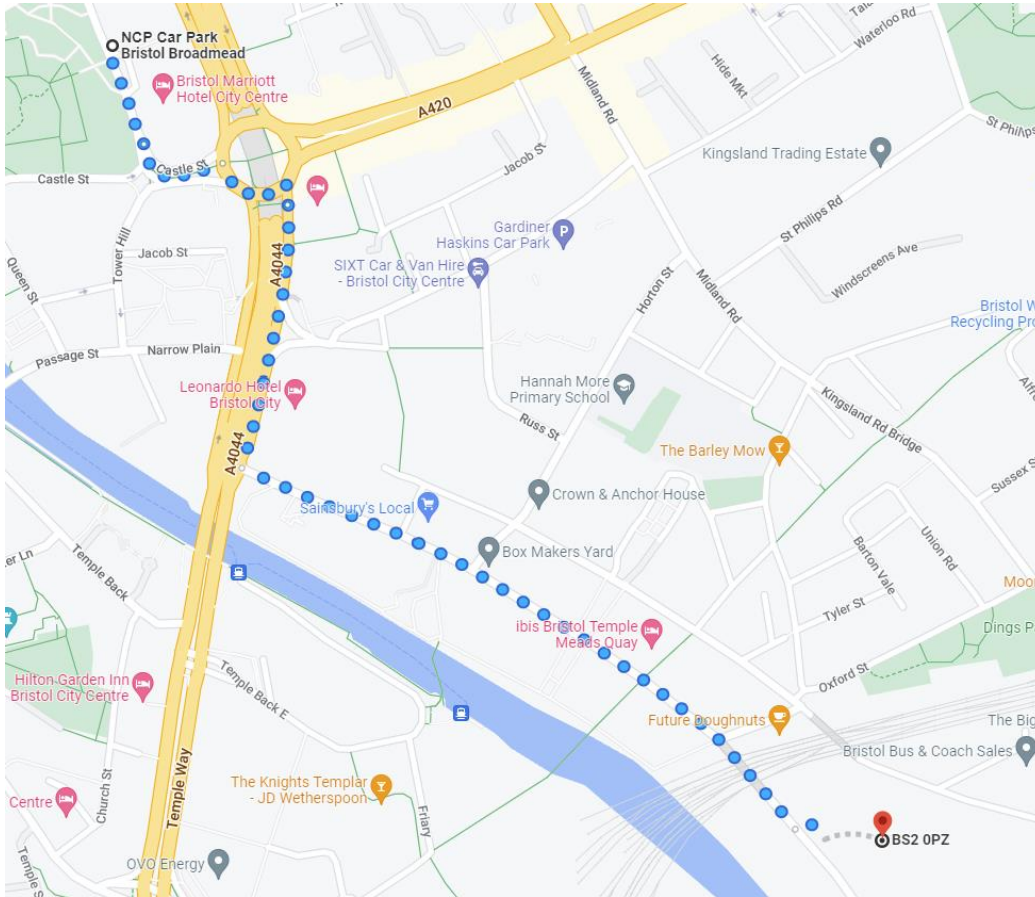 NCP Car Park
Bristol Broadmead
Bristol Marriott
Hotel City Centre
A420
Midland Rd
Hide Mkt
Waterloo Rd
St Philips
Kingsland Trading Estate
Castle St
Castle St
Jacob St
Tower Hill
Jacob St
Queen St
A4044
Gardiner
Haskins Car Park
P
SIXT Car & Van Hire
- Bristol City Centre
St Philips Rd
Windscreens Ave
Horton St
Midland Rd
Bristol W
Recycling Pro
Passage St
Narrow Plain
Leonardo Hotel
Bristol City
Hannah More
Primary School
Russ St
Kingsland Rd Bridge
Sussex S
A4044
The Barley Mow
Sainsbury's Local
Crown & Anchor House
Box Makers Yard
Barton Vale
Union Rd
Temple Back
er Ln
Tyler St
Moo
Dings P
ibis Bristol Temple
Meads Quay
Oxford St
Hilton Garden Inn
Bristol City Centre
Temple Back E
Future Doughnuts
The Big
Bristol Bus & Coach Sales
Temple Way
Church St
Centre
The Knights Templar
- JD Wetherspoon
Friary
BS2 0PZ
OVO Energy
Temple S